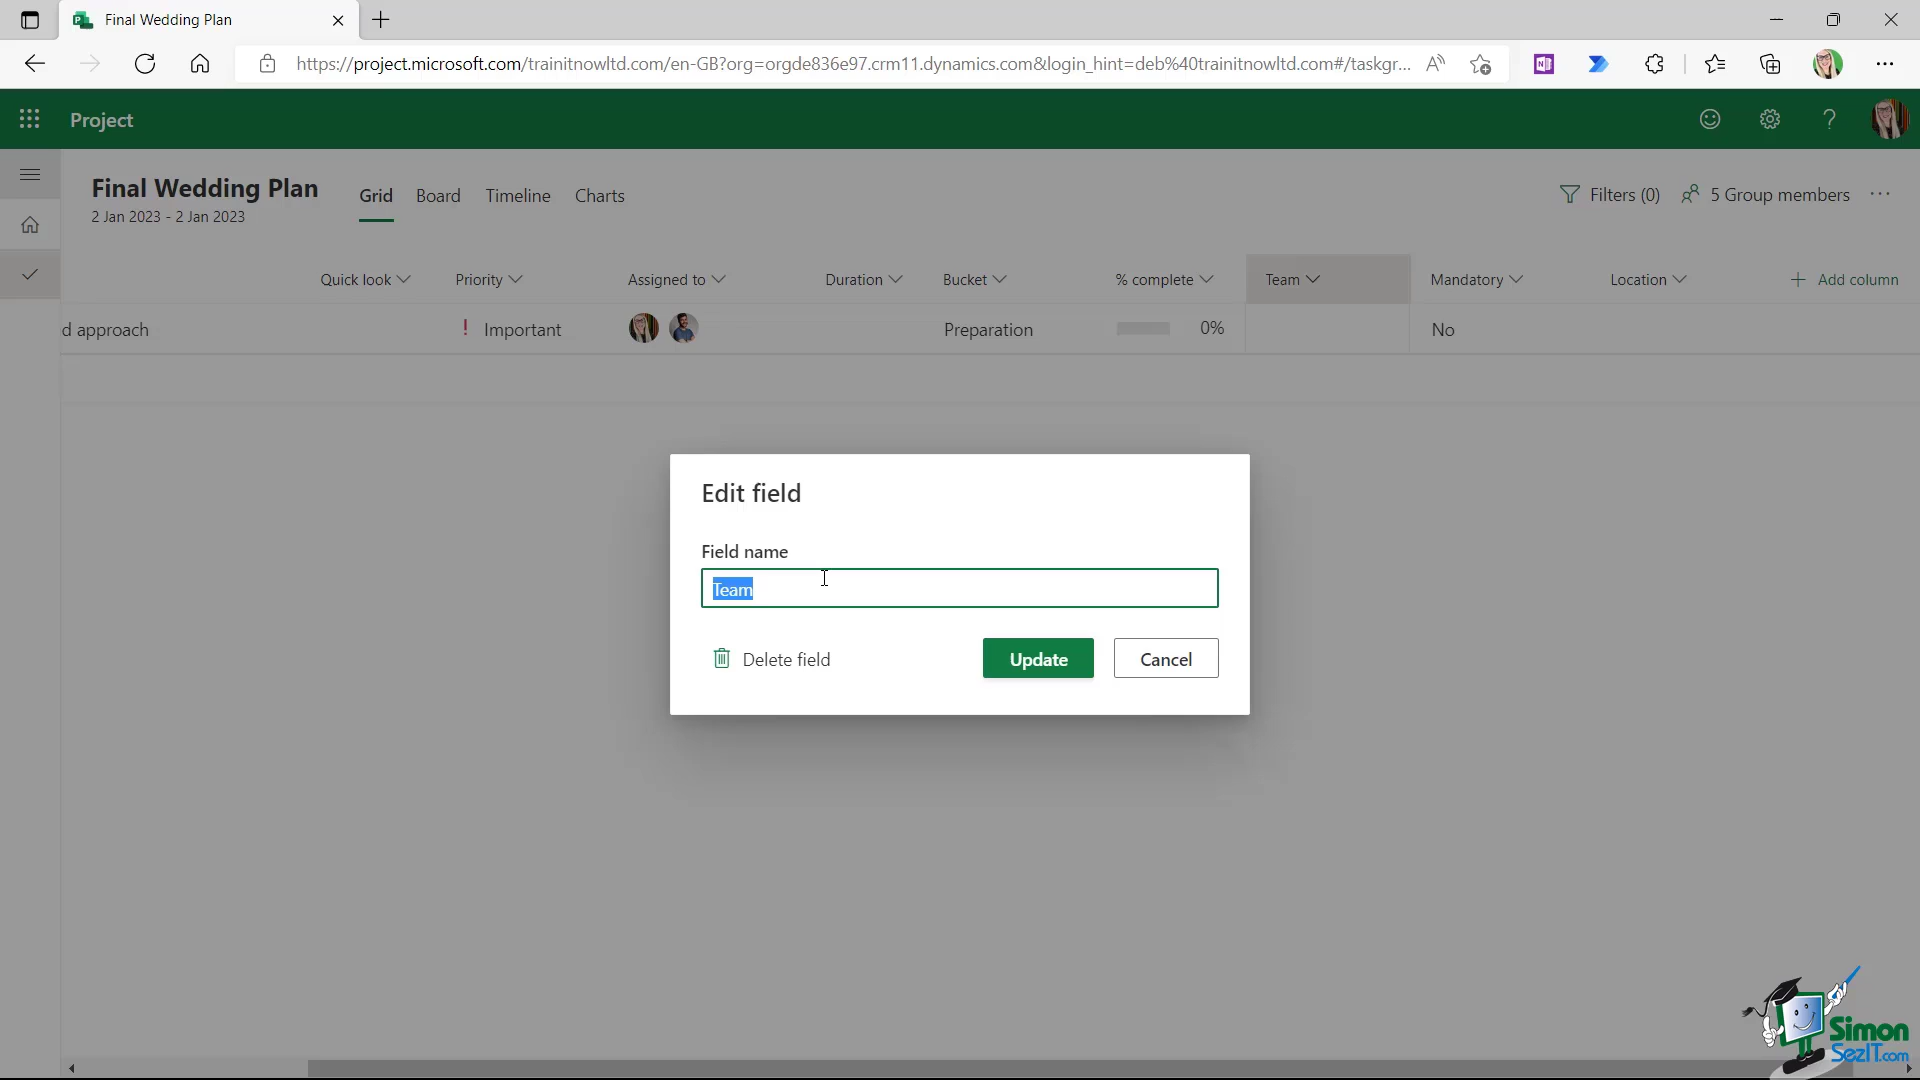 Final Wedding Plan
https://project.microsoft.com/trainitnowltd.com/en-GB?org=orgde836e97.crm11.dynamics.com&login_hint=deb%40trainitnowltd.com#/taskgr...
Project
Final Wedding Plan
2 Jan 2023 - 2 Jan 2023
Grid Board Timeline Charts
Filters (0) 5 Group members
Quick look Priority Assigned to Duration Bucket % complete Team Mandatory Location Add column
d approach ! Important Preparation 0% No
Edit field
Field name
Team
Delete field Update Cancel
Simon
SezIT.com